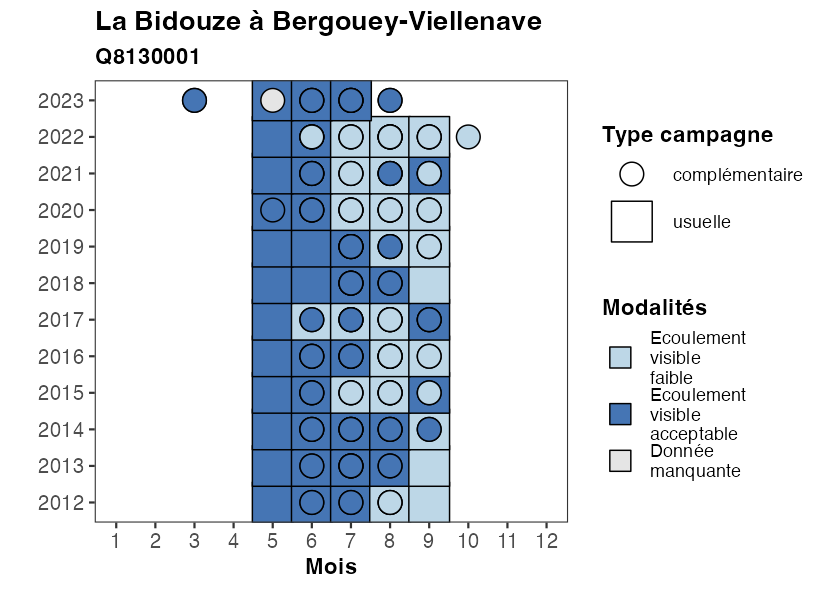 La Bidouze à Bergouey-Viellenave
Q8130001
2023
2022
2021
2020
2019
2018
2017
2016
2015
2014
2013
2012
1 2 3 4 5 6 7 8 9 10 11 12
Mois
Type campagne
complémentaire
usuelle
Modalités
Ecoulement
visible
faible
Ecoulement
visible
acceptable
Donnée
manquante